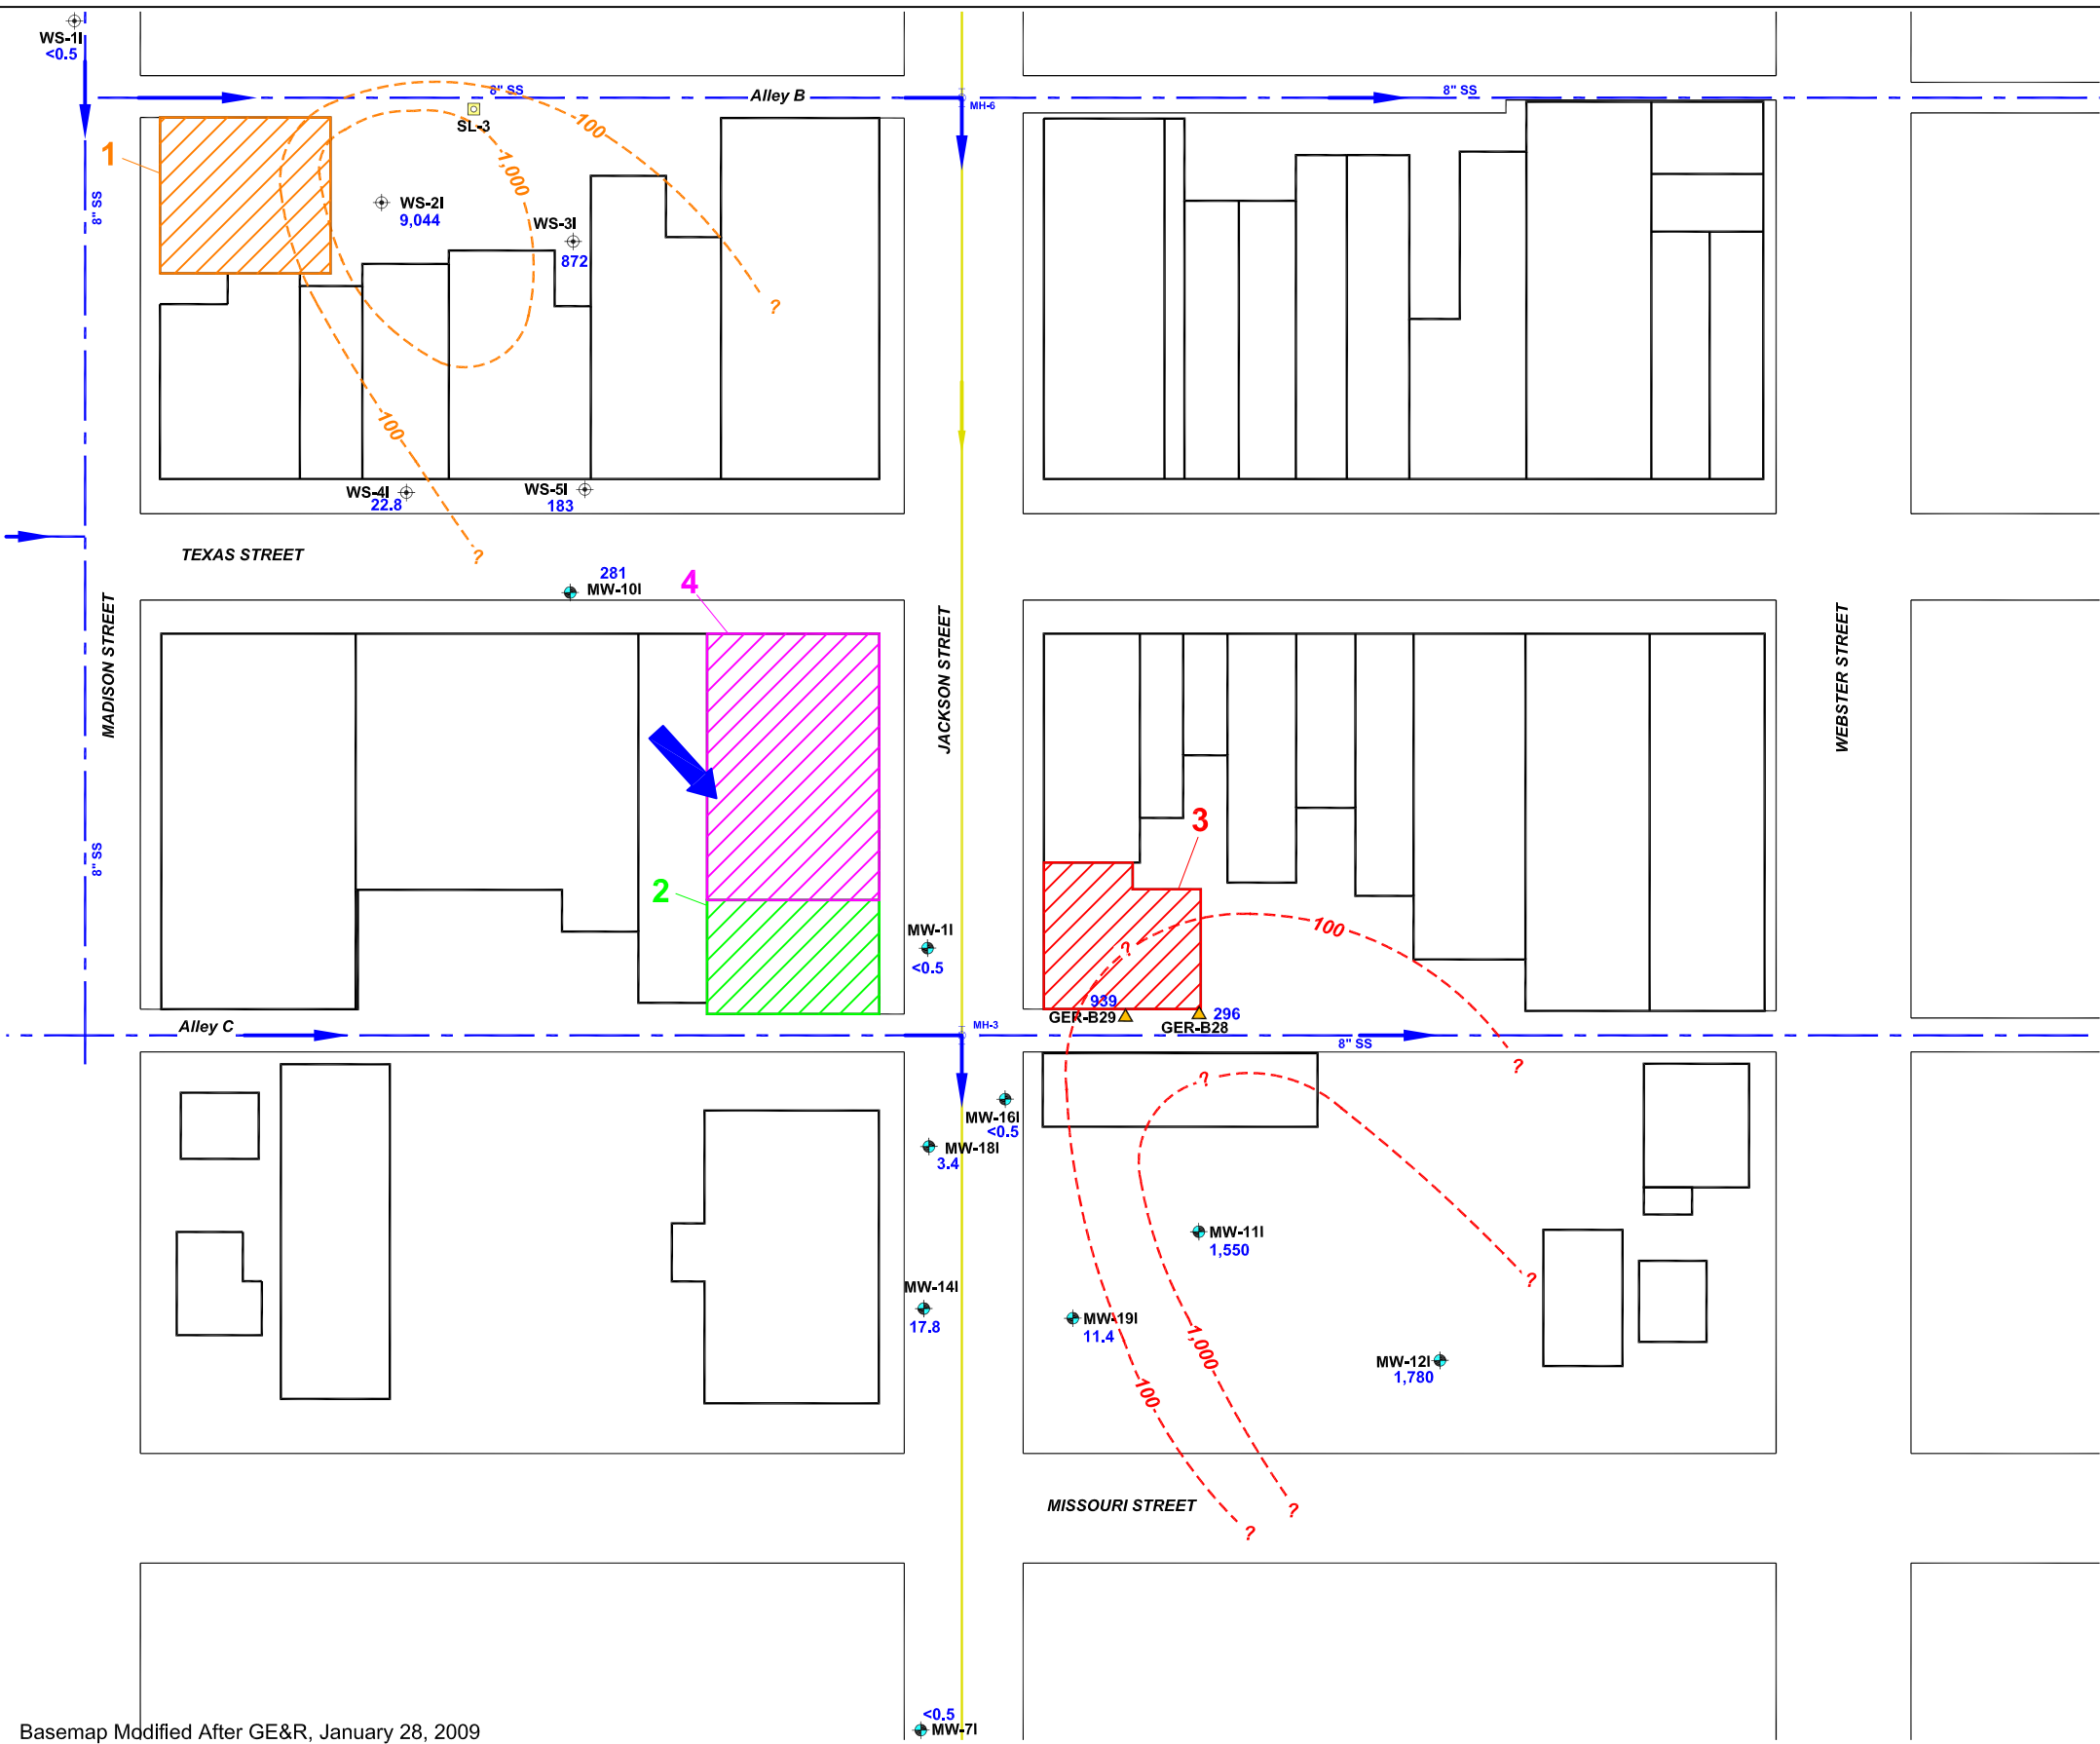 WS-1I
<0.5
8" SS
Alley B
MH-6
8" SS
SL-3
100
1
1,000
8" SS
WS-2I
9,044
WS-3I
872
?
100
WS-4I
22.8
WS-5I
183
TEXAS STREET
?
281
MW-10I
4
MADISON STREET
JACKSON STREET
WEBSTER STREET
3
8" SS
2
MW-1I
<0.5
100
?
939
GER-B29
296
GER-B28
Alley C
MH-3
8" SS
?
?
MW-16I
<0.5
MW-18I
3.4
MW-11I
1,550
?
MW-14I
17.8
MW-19I
11.4
1,000
MW-12I
1,780
100
MISSOURI STREET
?
?
<0.5
MW-7I
Basemap Modified After GE&R, January 28, 2009